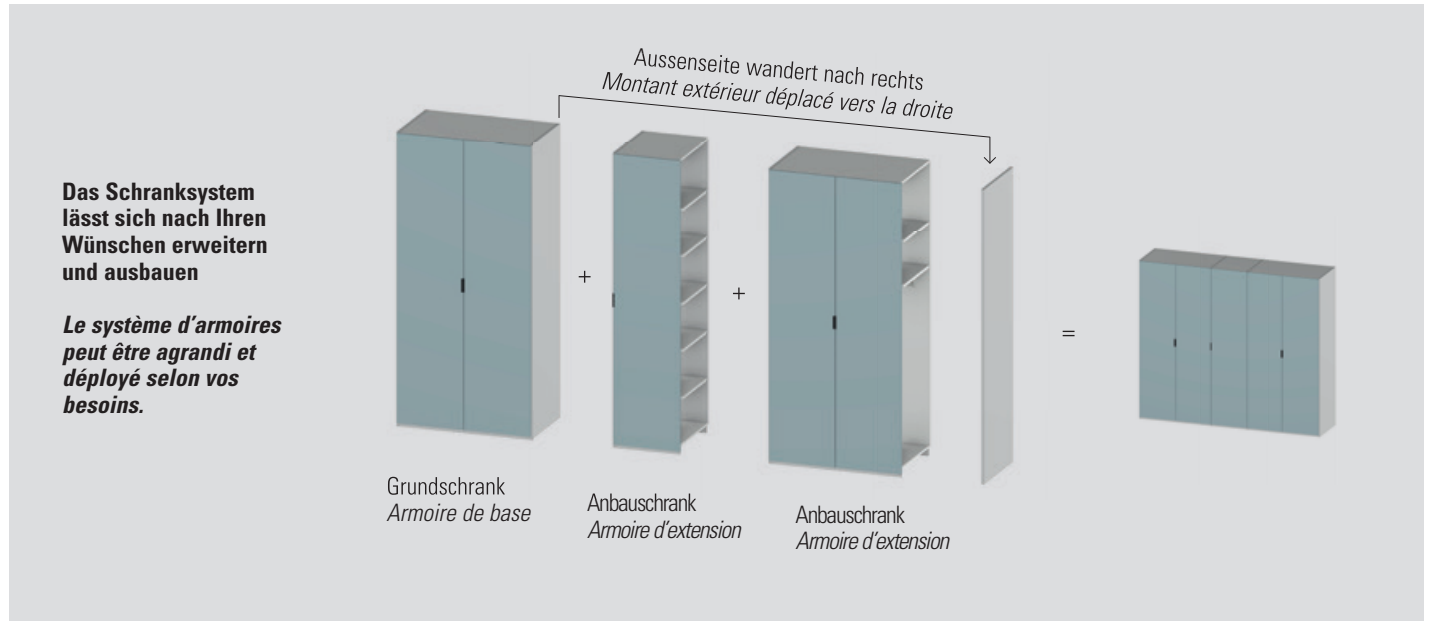 Aussenseite wandert nach rechts
Montant extérieur déplacé vers la droite
Das Schranksystem
lässt sich nach Ihren
Wünschen erweitern
und ausbauen
Le système d’armoires
peut être agrandi et
déployé selon vos
besoins.
+
+
=
Grundschrank
Armoire de base
Anbauschrank
Armoire d’extension
Anbauschrank
Armoire d’extension